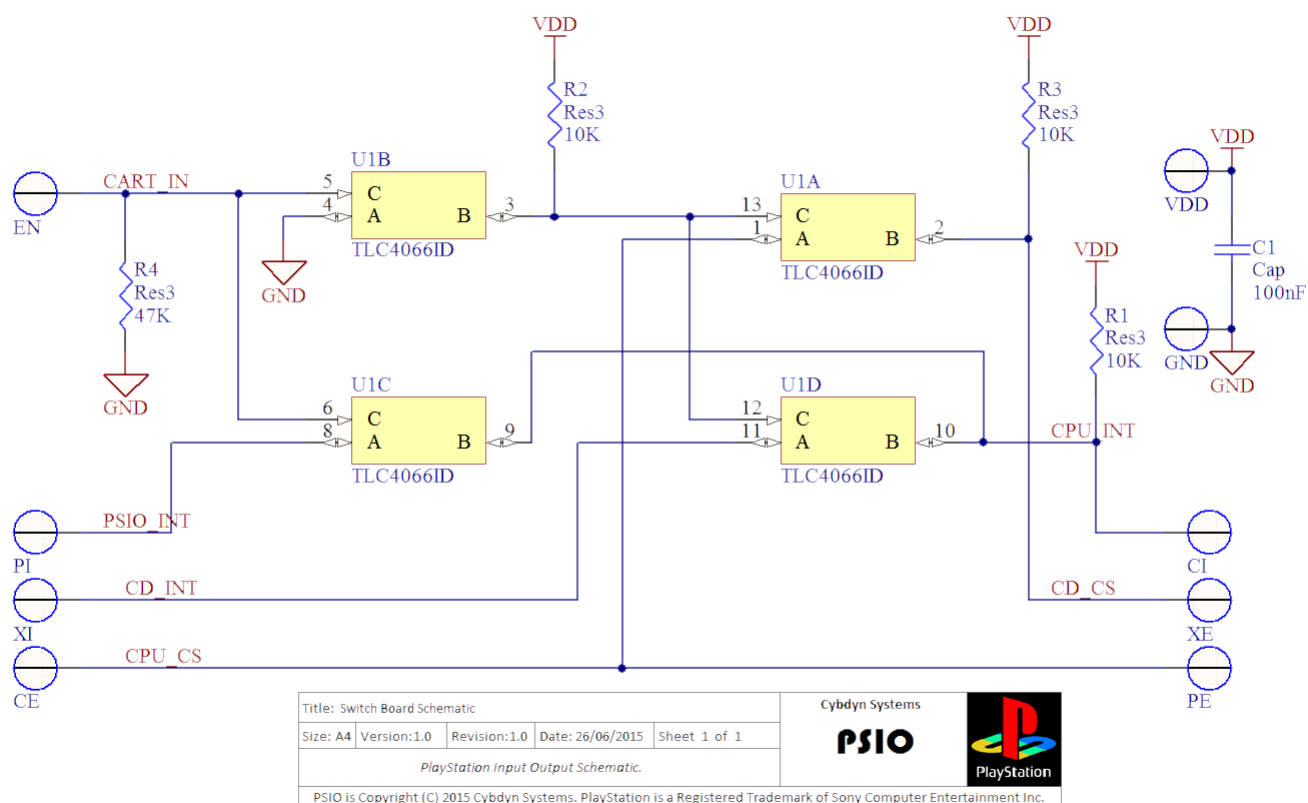 VDD
R2
Res3
10K
VDD
R3
Res3
10K
EN
CART_IN
R4
Res3
47K
GND
U1B
5
4
C
A
B
3
TLC4066ID
GND
U1A
13
1
C
A
B
2
TLC4066ID
VDD
R1
Res3
10K
VDD
VDD
C1
Cap
100nF
GND
GND
U1C
6
8
C
A
B
9
TLC4066ID
U1D
12
11
C
A
B
10
TLC4066ID
CPU_INT
PSIO_INT
PI
CI
CD_INT
XI
CD_CS
XE
CPU_CS
CE
PE
Title: Switch Board Schematic
Size: A4 Version:1.0 Revision:1.0 Date: 26/06/2015 Sheet 1 of 1
PlayStation Input Output Schematic.
Cybdyn Systems
PSIO
PlayStation
PSIO is Copyright (C) 2015 Cybdyn Systems. PlayStation is a Registered Trademark of Sony Computer Entertainment Inc.